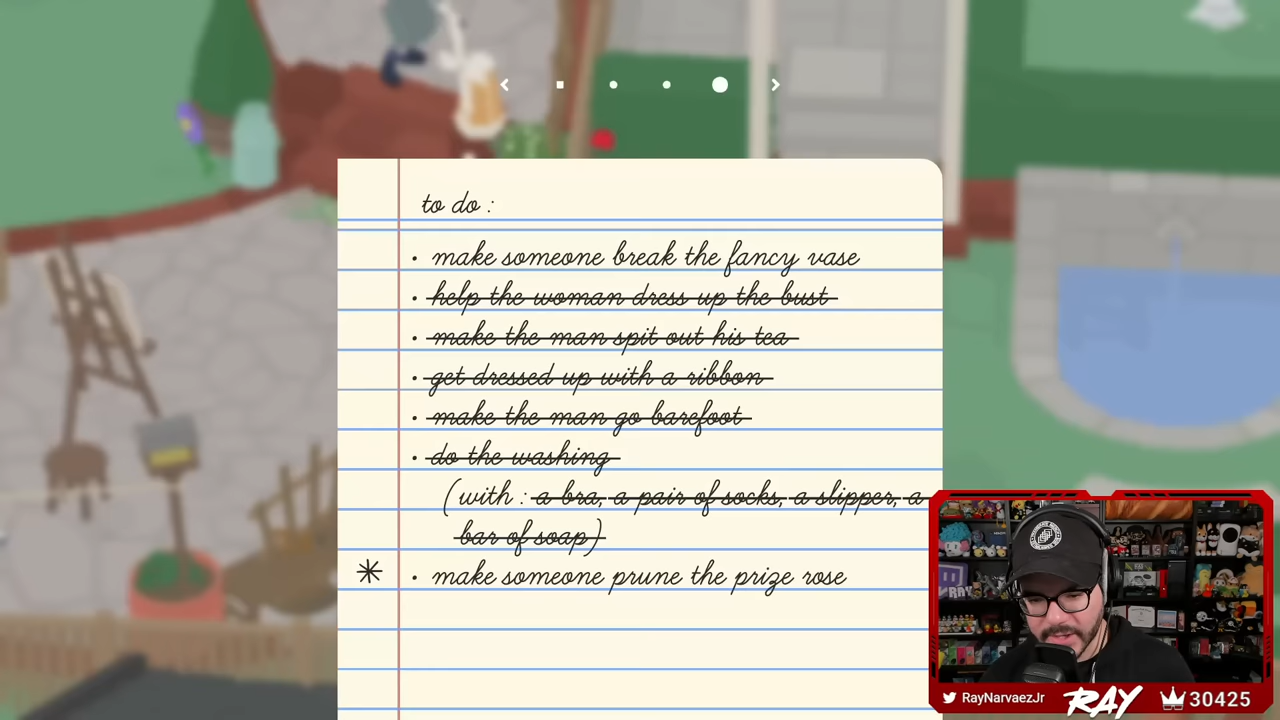 to do :
• make someone break the fancy vase
• help the woman dress up the bust
• make the man spit out his tea
• get dressed up with a ribbon
• make the man go barefoot
• do the washing
(with : a bra, a pair of socks, a slipper, a
bar of soap)
* • make someone prune the prize rose
RAY
RayNarvaezJr RAY 30425